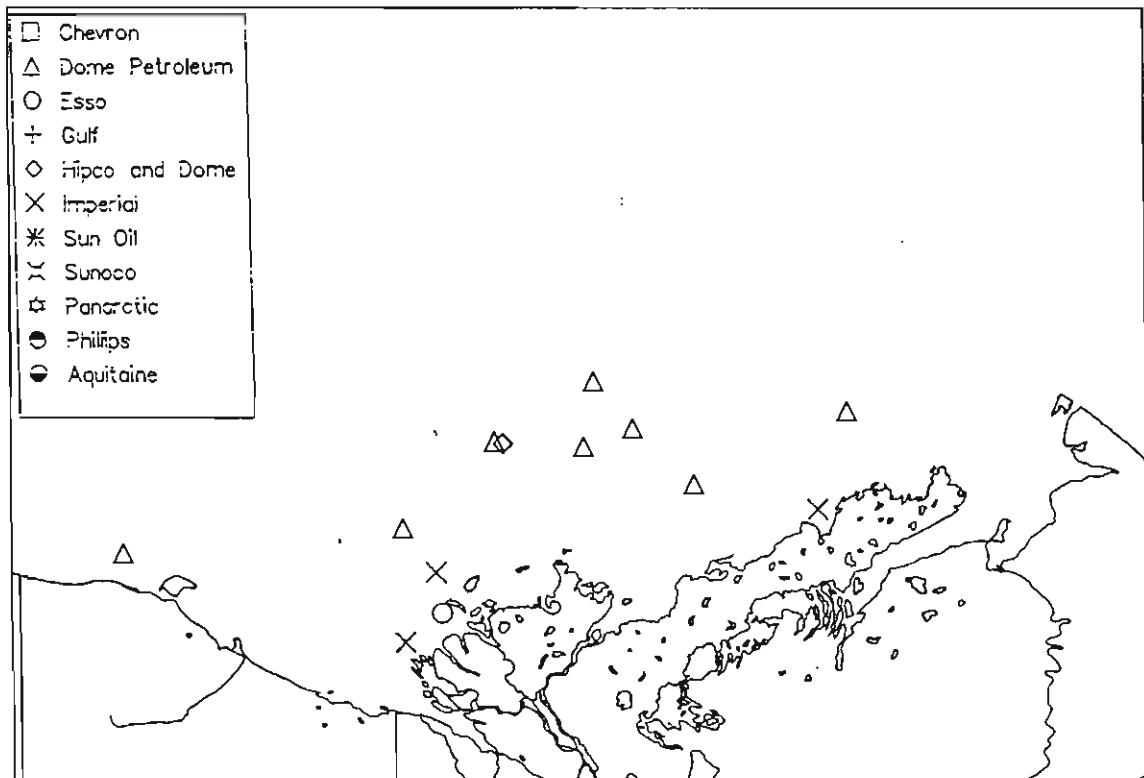 Chevron
Dome Petroleum
Esso
Gulf
Hipco and Dome
Imperial
Sun Oil
Sunoco
Panarctic
Phillips
Aquitaine